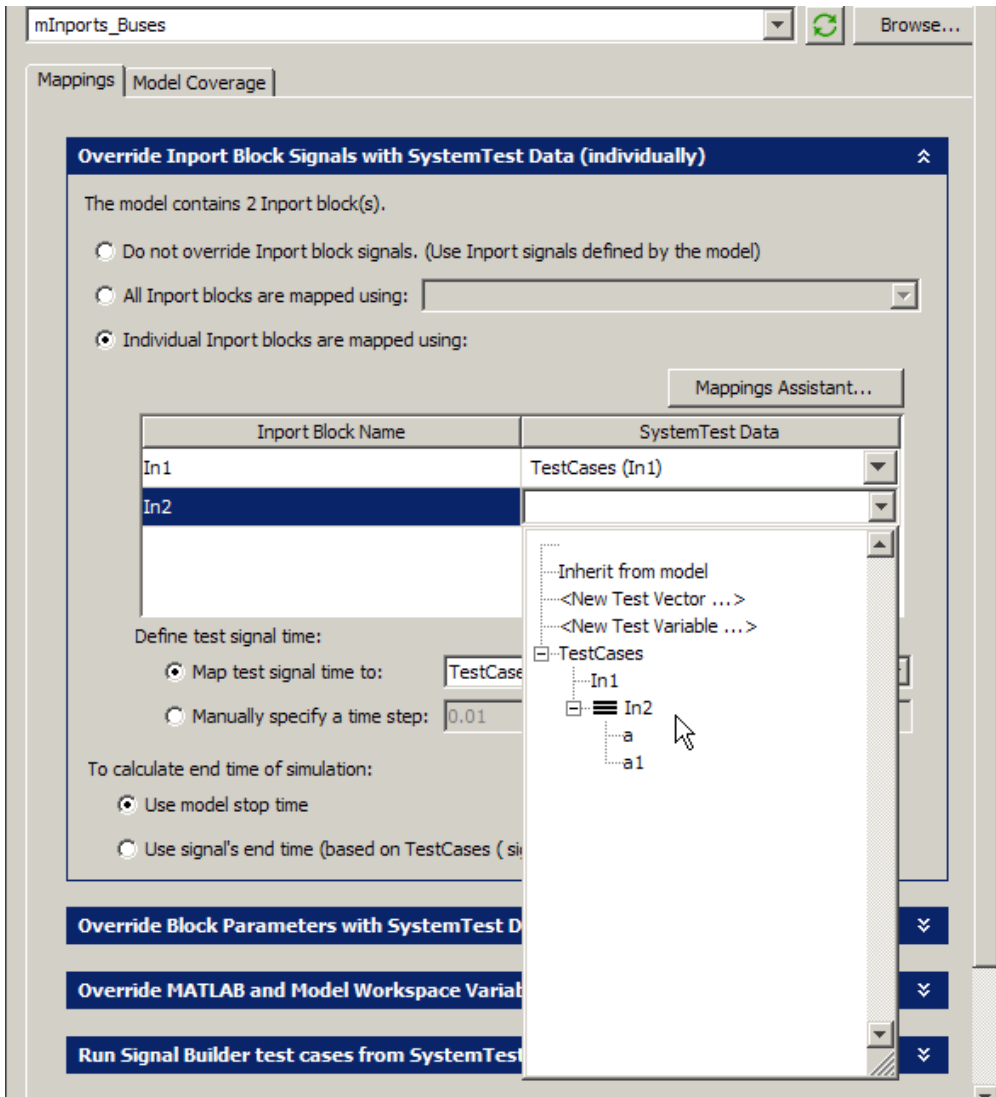 mInports_Buses Browse...
Mappings Model Coverage
Override Inport Block Signals with SystemTest Data (individually)
The model contains 2 Inport block(s).
Do not override Inport block signals. (Use Inport signals defined by the model)
All Inport blocks are mapped using:
Individual Inport blocks are mapped using:
Mappings Assistant...
Inport Block Name SystemTest Data
In1 TestCases (In1)
In2
Inherit from model
<New Test Vector ...>
<New Test Variable ...>
TestCases
In1
In2
a
a1
Define test signal time:
Map test signal time to: TestCase
Manually specify a time step: 0.01
To calculate end time of simulation:
Use model stop time
Use signal's end time (based on TestCases ( si
Override Block Parameters with SystemTest D
Override MATLAB and Model Workspace Variab
Run Signal Builder test cases from SystemTest